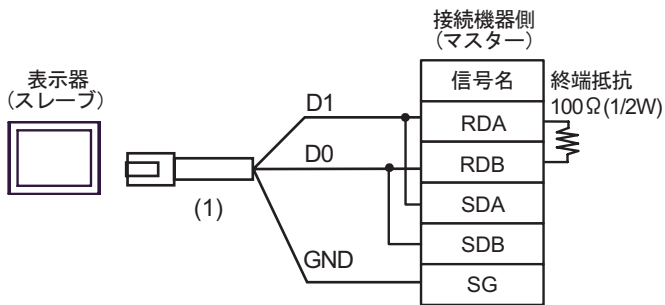 接続機器側
(マスター)
表示器
(スレーブ)
信号名
終端抵抗
100Ω(1/2W)
D1
RDA
D0
RDB
(1)
SDA
SDB
GND
SG